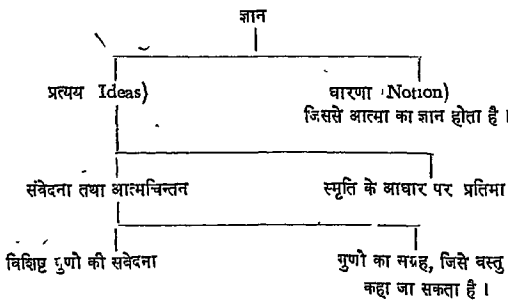 ज्ञान
प्रत्यय Ideas) धारणा (Notion)
जिससे आत्मा का ज्ञान होता है।
संवेदना तथा आत्मचिन्तन स्मृति के आधार पर प्रतिमा
विशिष्ट गुणो की सवेदना गुणो का संग्रह, जिसे वस्तु
कहा जा सकता है।